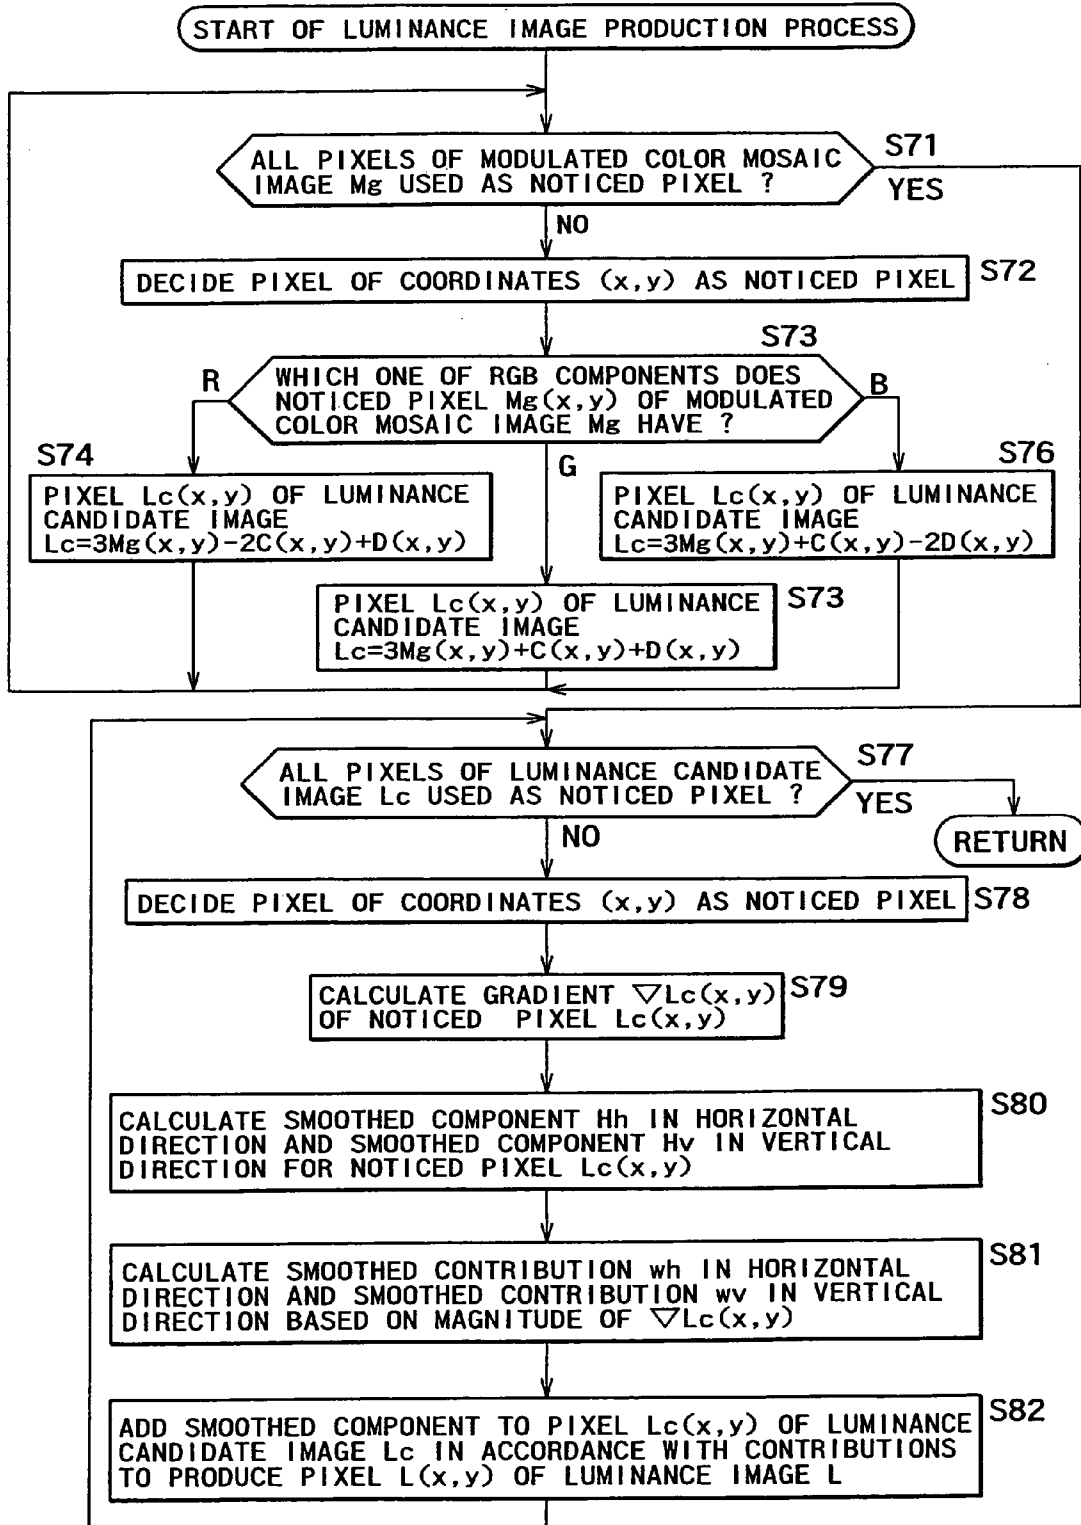 START OF LUMINANCE IMAGE PRODUCTION PROCESS
ALL PIXELS OF MODULATED COLOR MOSAIC
IMAGE Mg USED AS NOTICED PIXEL ?
S71
YES
NO
DECIDE PIXEL OF COORDINATES (x,y) AS NOTICED PIXEL
S72
S73
WHICH ONE OF RGB COMPONENTS DOES
NOTICED PIXEL Mg(x,y) OF MODULATED
COLOR MOSAIC IMAGE Mg HAVE ?
R
B
G
S74
PIXEL Lc(x,y) OF LUMINANCE
CANDIDATE IMAGE
Lc=3Mg(x,y)-2C(x,y)+D(x,y)
S76
PIXEL Lc(x,y) OF LUMINANCE
CANDIDATE IMAGE
Lc=3Mg(x,y)+C(x,y)-2D(x,y)
S73
PIXEL Lc(x,y) OF LUMINANCE
CANDIDATE IMAGE
Lc=3Mg(x,y)+C(x,y)+D(x,y)
S77
ALL PIXELS OF LUMINANCE CANDIDATE
IMAGE Lc USED AS NOTICED PIXEL ?
YES
RETURN
NO
DECIDE PIXEL OF COORDINATES (x,y) AS NOTICED PIXEL
S78
CALCULATE GRADIENT ▽Lc(x,y)
OF NOTICED PIXEL Lc(x,y)
S79
CALCULATE SMOOTHED COMPONENT Hh IN HORIZONTAL
DIRECTION AND SMOOTHED COMPONENT Hv IN VERTICAL
DIRECTION FOR NOTICED PIXEL Lc(x,y)
S80
CALCULATE SMOOTHED CONTRIBUTION wh IN HORIZONTAL
DIRECTION AND SMOOTHED CONTRIBUTION wv IN VERTICAL
DIRECTION BASED ON MAGNITUDE OF ▽Lc(x,y)
S81
ADD SMOOTHED COMPONENT TO PIXEL Lc(x,y) OF LUMINANCE
CANDIDATE IMAGE Lc IN ACCORDANCE WITH CONTRIBUTIONS
TO PRODUCE PIXEL L(x,y) OF LUMINANCE IMAGE L
S82